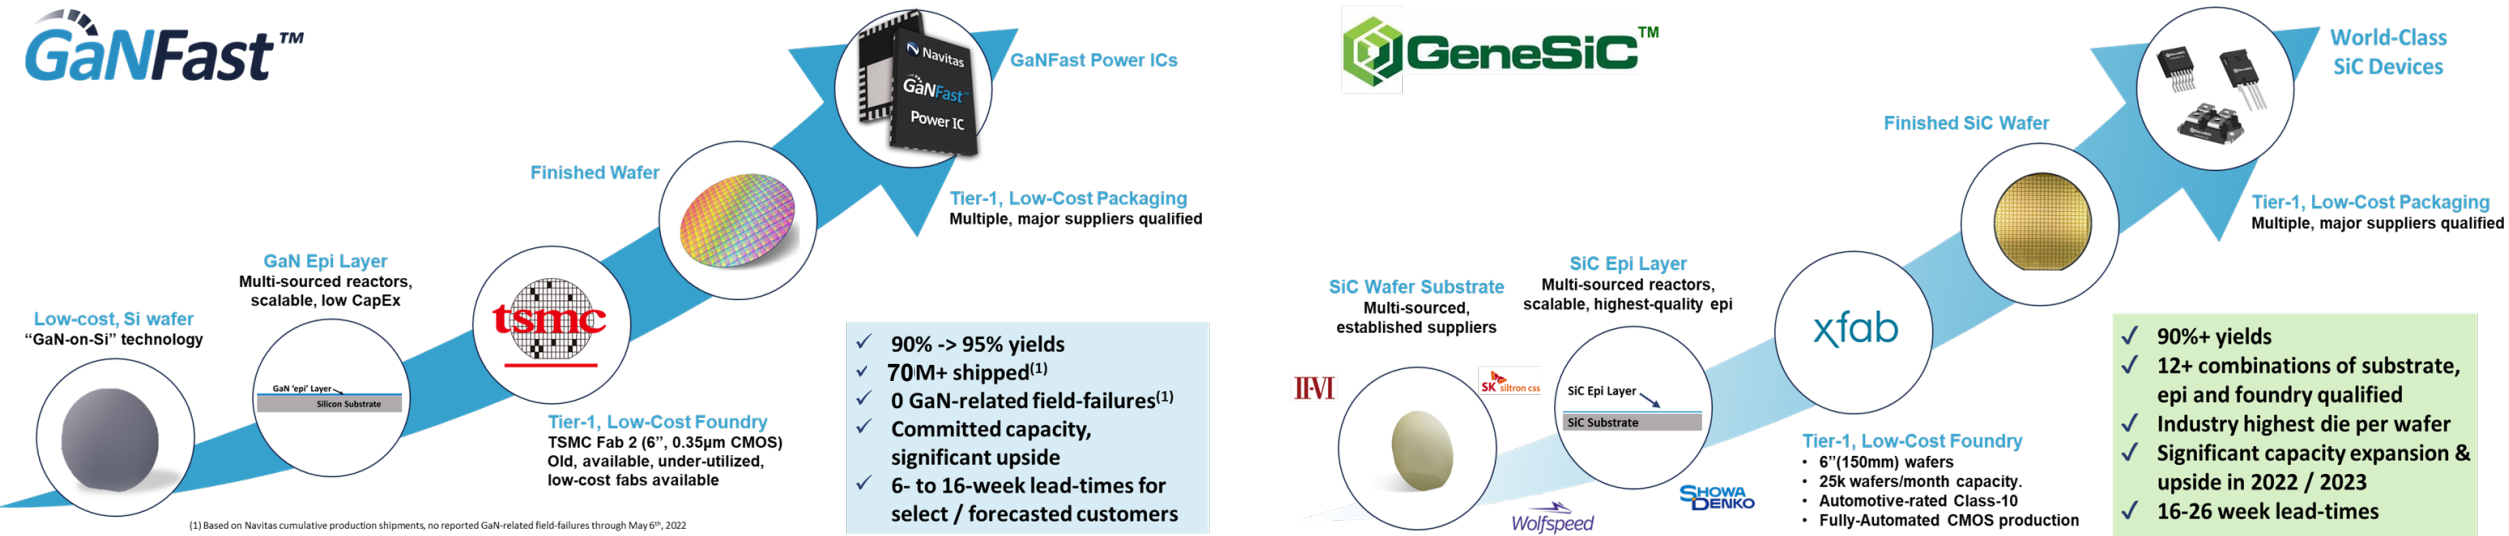 GaNFast™
Low-cost, Si wafer
“GaN-on-Si” technology
GaN Epi Layer
Multi-sourced reactors,
scalable, low CapEx
GaN ‘epi’ Layer
Silicon Substrate
tsmc
Tier-1, Low-Cost Foundry
TSMC Fab 2 (6”, 0.35µm CMOS)
Old, available, under-utilized,
low-cost fabs available
Finished Wafer
Navitas
GaNFast™
Power IC
GaNFast Power ICs
Tier-1, Low-Cost Packaging
Multiple, major suppliers qualified
✓ 90% -> 95% yields
✓ 70M+ shipped(1)
✓ 0 GaN-related field-failures(1)
✓ Committed capacity,
significant upside
✓ 6- to 16-week lead-times for
select / forecasted customers
(1) Based on Navitas cumulative production shipments, no reported GaN-related field-failures through May 6th, 2022
GeneSiC™
SiC Wafer Substrate
Multi-sourced,
established suppliers
II-VI
SK siltron css
Wolfspeed
SHOWA
DENKO
SiC Epi Layer
Multi-sourced reactors,
scalable, highest-quality epi
SiC Epi Layer
SiC Substrate
xfab
Tier-1, Low-Cost Foundry
• 6”(150mm) wafers
• 25k wafers/month capacity.
• Automotive-rated Class-10
• Fully-Automated CMOS production
Finished SiC Wafer
World-Class
SiC Devices
Tier-1, Low-Cost Packaging
Multiple, major suppliers qualified
✓ 90%+ yields
✓ 12+ combinations of substrate,
epi and foundry qualified
✓ Industry highest die per wafer
✓ Significant capacity expansion &
upside in 2022 / 2023
✓ 16-26 week lead-times